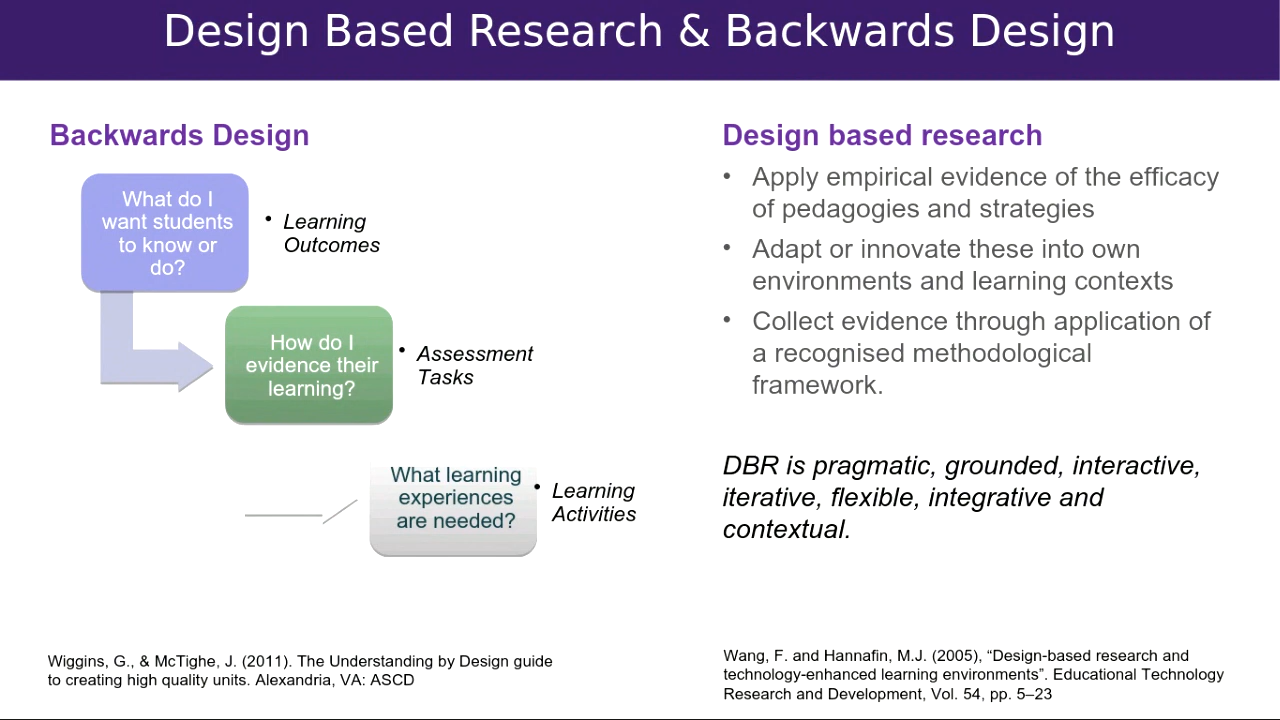 Design Based Research & Backwards Design
Backwards Design
What do I
want students
to know or
do?
• Learning
Outcomes
How do I
evidence their
learning?
• Assessment
Tasks
What learning
experiences
are needed?
• Learning
Activities
Wiggins, G., & McTighe, J. (2011). The Understanding by Design guide
to creating high quality units. Alexandria, VA: ASCD
Design based research
• Apply empirical evidence of the efficacy
of pedagogies and strategies
• Adapt or innovate these into own
environments and learning contexts
• Collect evidence through application of
a recognised methodological
framework.
DBR is pragmatic, grounded, interactive,
iterative, flexible, integrative and
contextual.
Wang, F. and Hannafin, M.J. (2005), “Design-based research and
technology-enhanced learning environments”. Educational Technology
Research and Development, Vol. 54, pp. 5–23